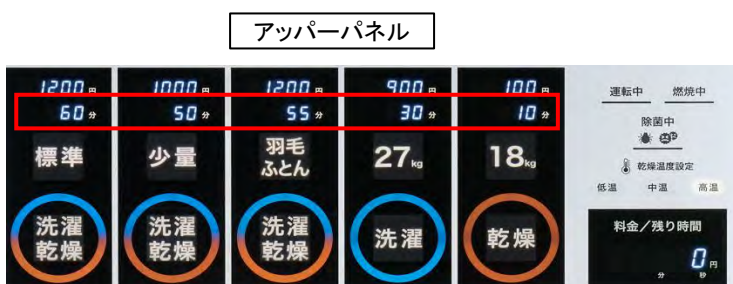 アッパーパネル
1200円 1000円 1200円 900円 100円
60分 50分 55分 30分 10分
標準 少量 羽毛ふとん 27kg 18kg
洗濯乾燥 洗濯乾燥 洗濯乾燥 洗濯 乾燥
運転中 燃焼中
除菌中
乾燥温度設定
低温 中温 高温
料金/残り時間
0円
分 秒